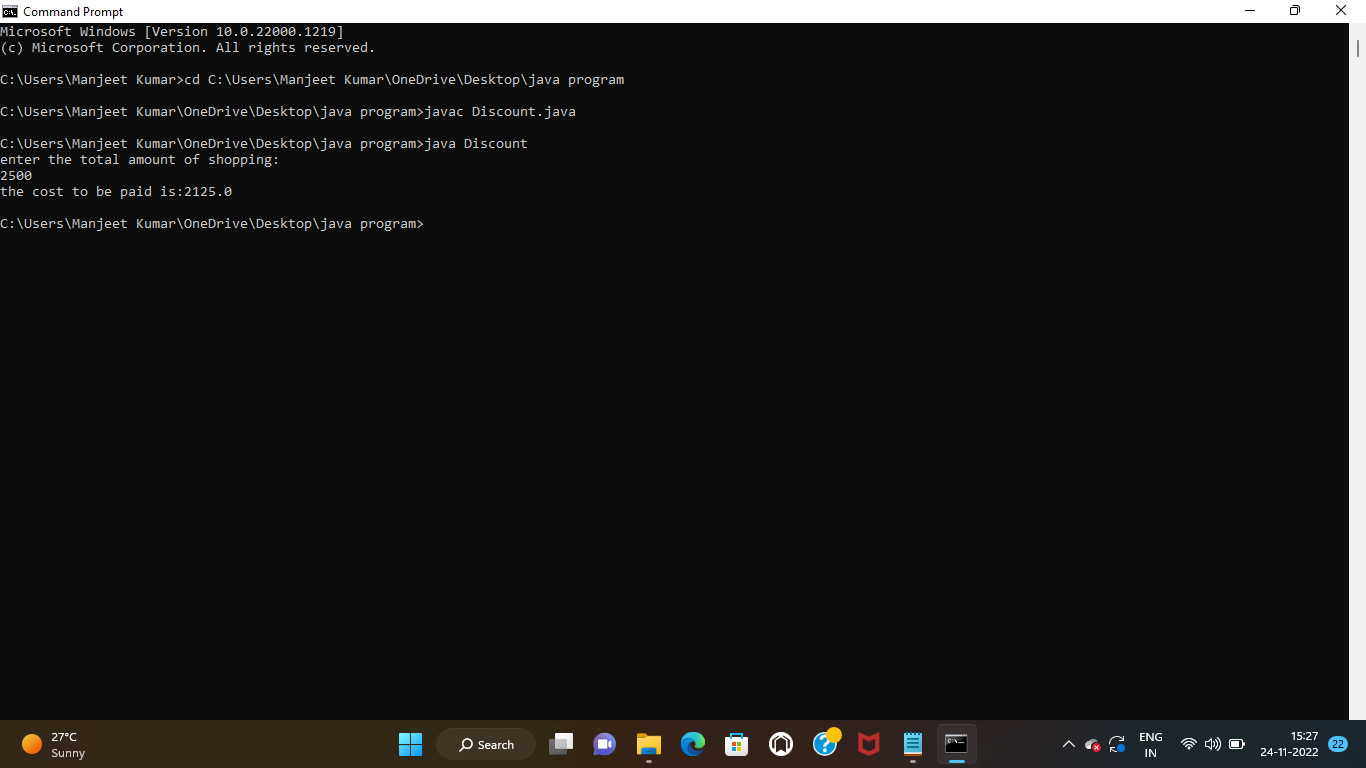 Command Prompt
Microsoft Windows [Version 10.0.22000.1219]
(c) Microsoft Corporation. All rights reserved.
C:\Users\Manjeet Kumar>cd C:\Users\Manjeet Kumar\OneDrive\Desktop\java program
C:\Users\Manjeet Kumar\OneDrive\Desktop\java program>javac Discount.java
C:\Users\Manjeet Kumar\OneDrive\Desktop\java program>java Discount
enter the total amount of shopping:
2500
the cost to be paid is:2125.0
C:\Users\Manjeet Kumar\OneDrive\Desktop\java program>
27°C
Sunny
Search
ENG
IN
15:27
24-11-2022
22